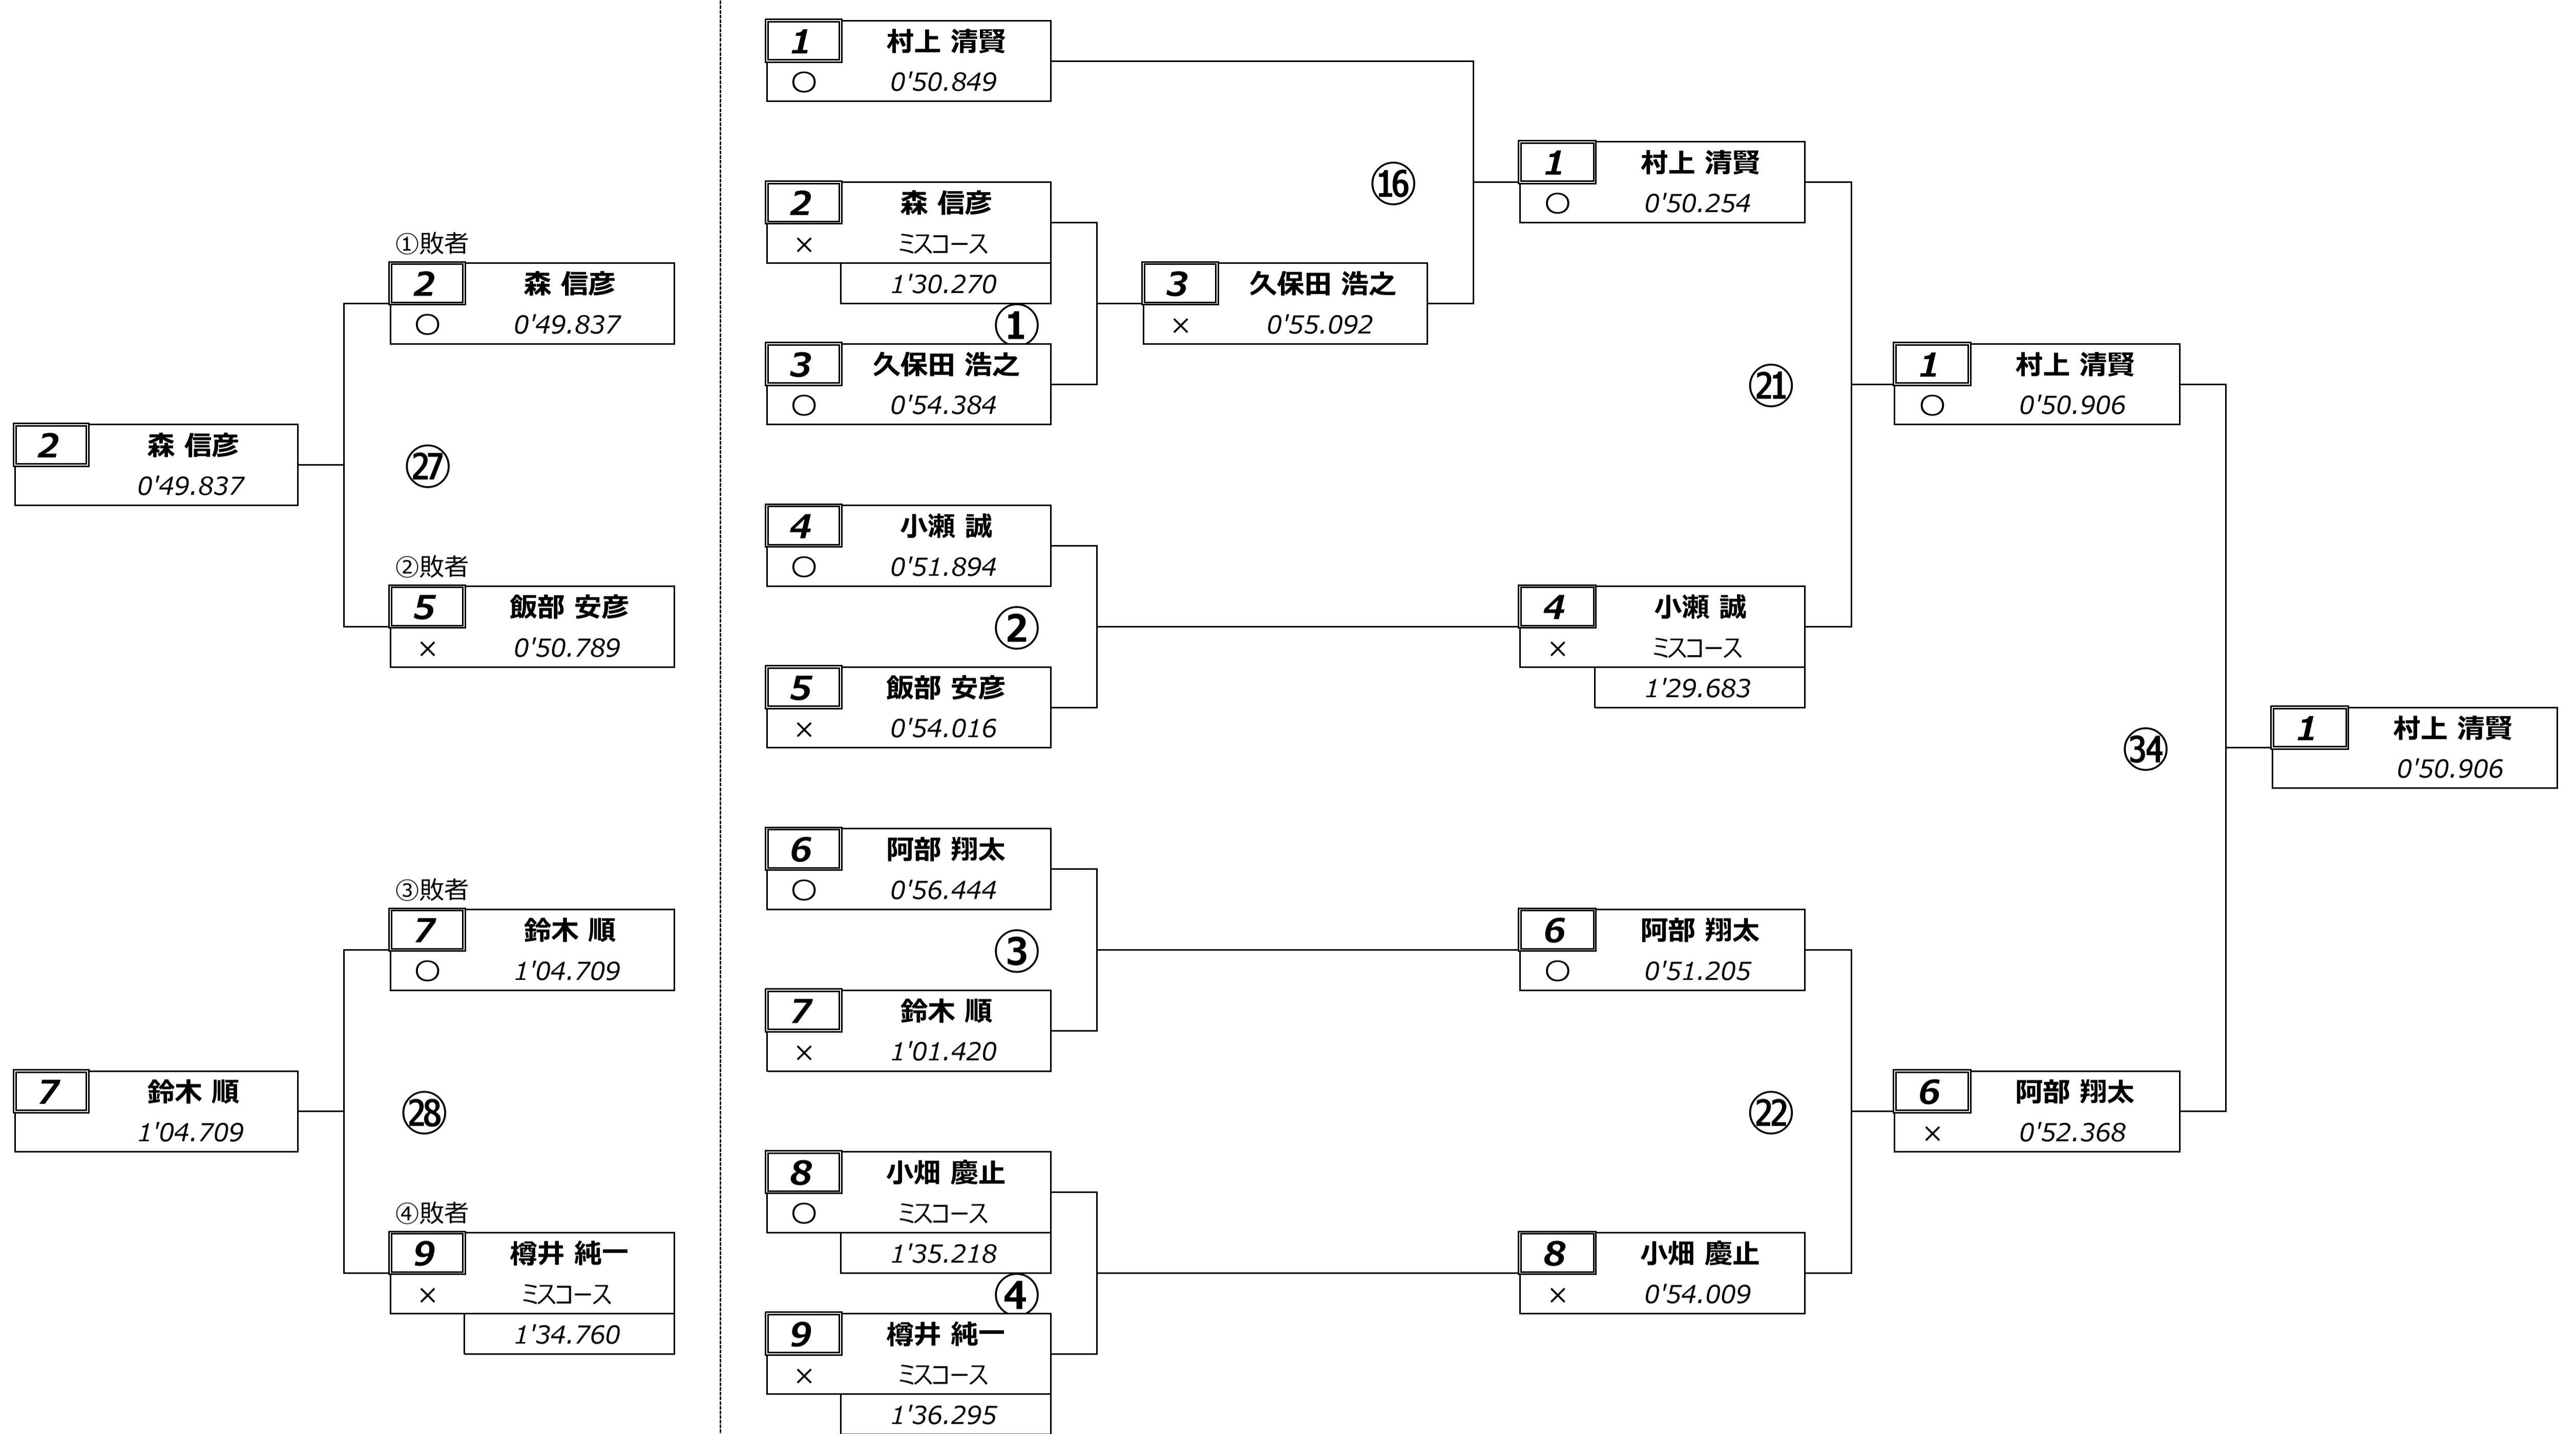 ①敗者
2 森 信彦
○ 0'49.837
2 森 信彦
0'49.837
㉗
②敗者
5 飯部 安彦
× 0'50.789
③敗者
7 鈴木 順
○ 1'04.709
7 鈴木 順
1'04.709
㉘
④敗者
9 樽井 純一
× ミスコース
1'34.760
1 村上 清賢
○ 0'50.849
2 森 信彦
× ミスコース
1'30.270
①
3 久保田 浩之
○ 0'54.384
4 小瀬 誠
○ 0'51.894
②
5 飯部 安彦
× 0'54.016
6 阿部 翔太
○ 0'56.444
③
7 鈴木 順
× 1'01.420
8 小畑 慶止
○ ミスコース
1'35.218
④
9 樽井 純一
× ミスコース
1'36.295
3 久保田 浩之
× 0'55.092
⑯
1 村上 清賢
○ 0'50.254
㉑
4 小瀬 誠
× ミスコース
1'29.683
6 阿部 翔太
○ 0'51.205
㉒
8 小畑 慶止
× 0'54.009
1 村上 清賢
○ 0'50.906
㉞
6 阿部 翔太
× 0'52.368
1 村上 清賢
0'50.906